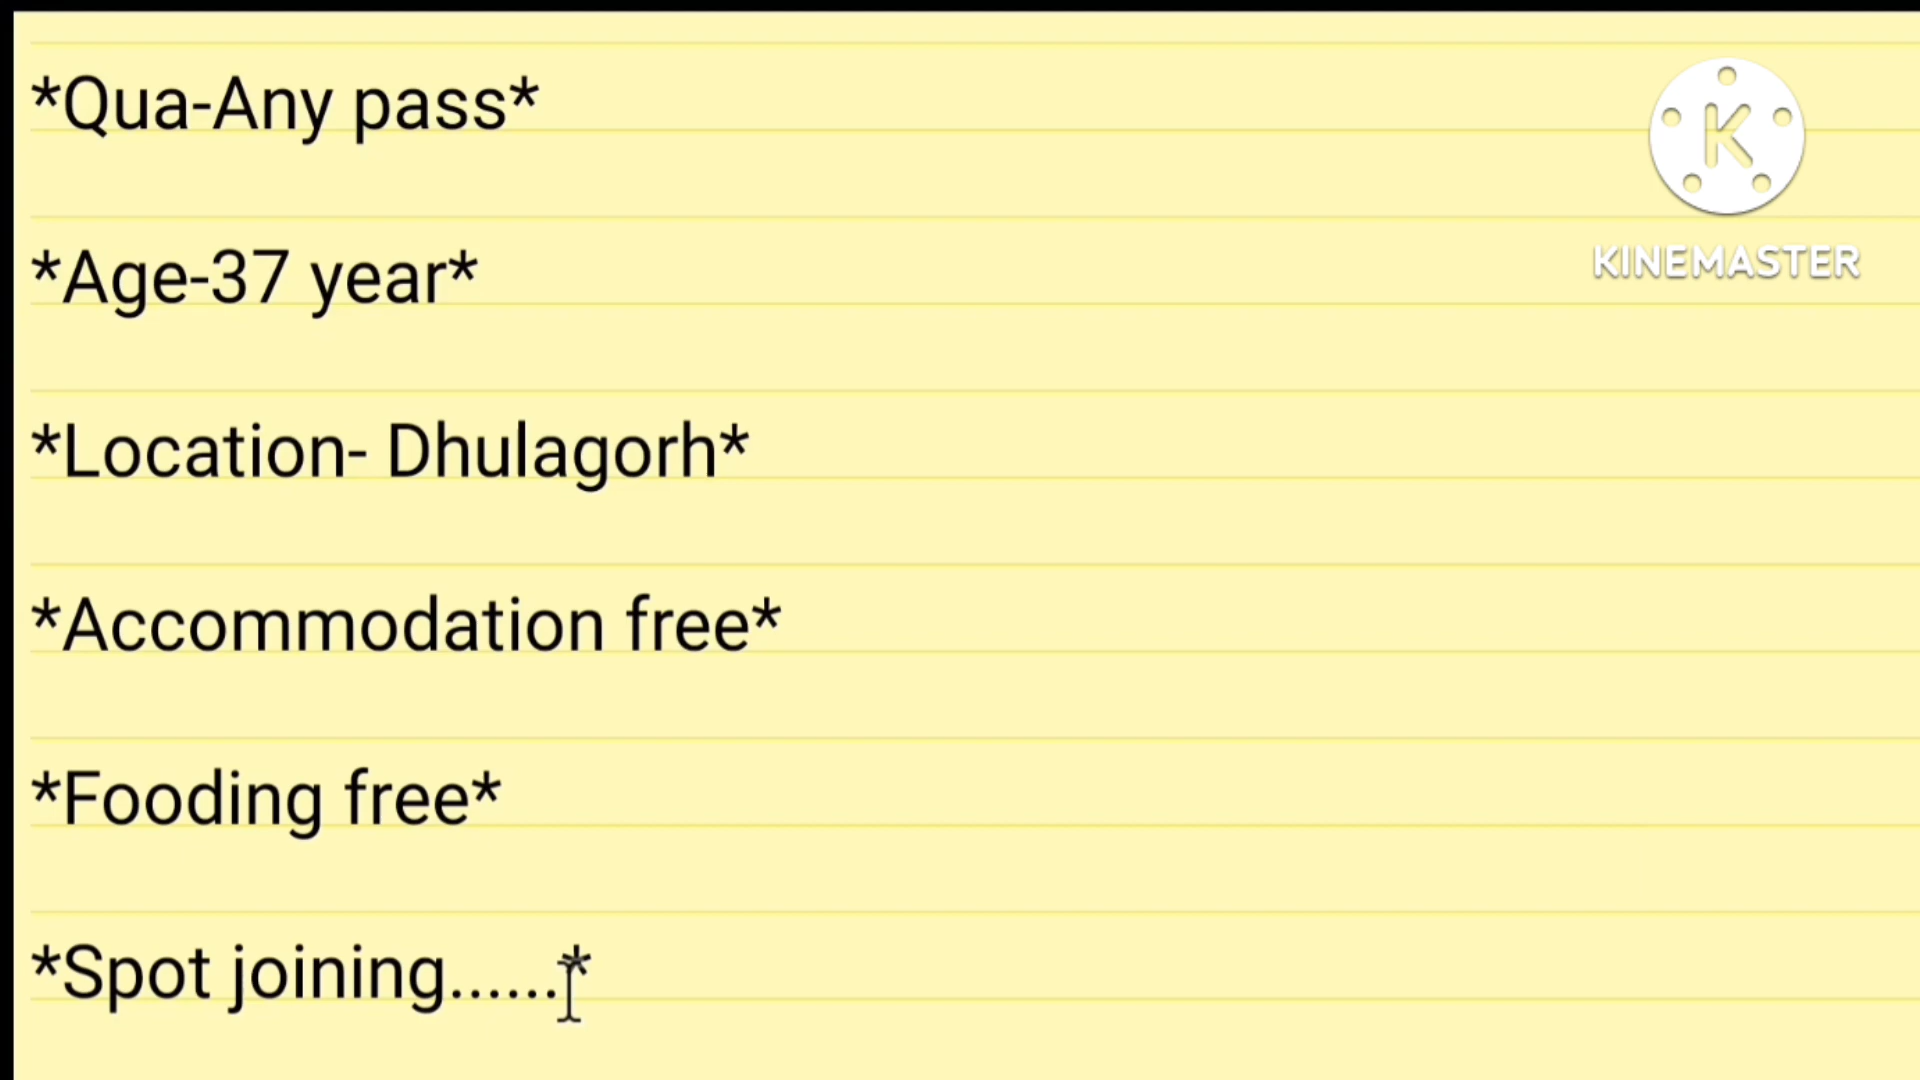 *Qua-Any pass*
K
KINEMASTER
*Age-37 year*
*Location- Dhulagorh*
*Accommodation free*
*Fooding free*
*Spot joining......*